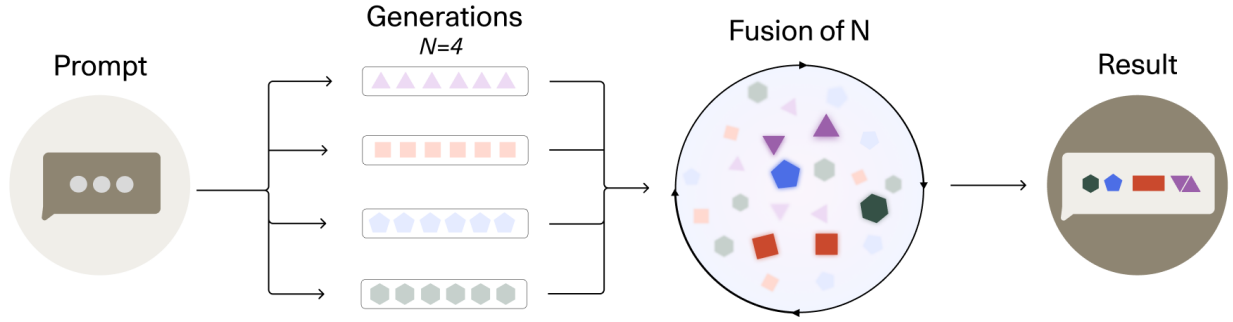 Prompt
Generations
N=4
Fusion of N
Result